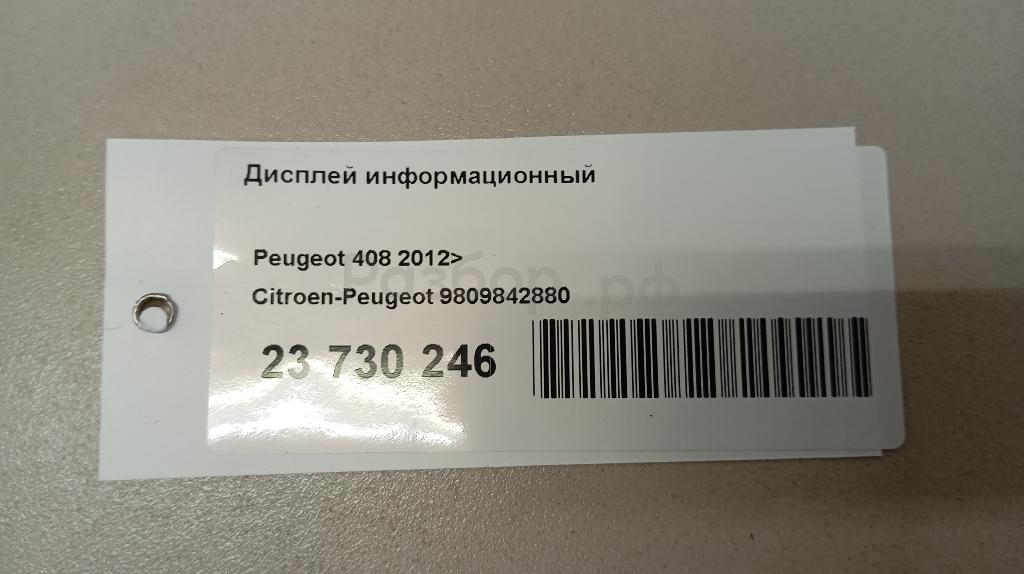 Дисплей информационный
Peugeot 408 2012>
Разбор.рф
Citroen-Peugeot 9809842880
23 730 246